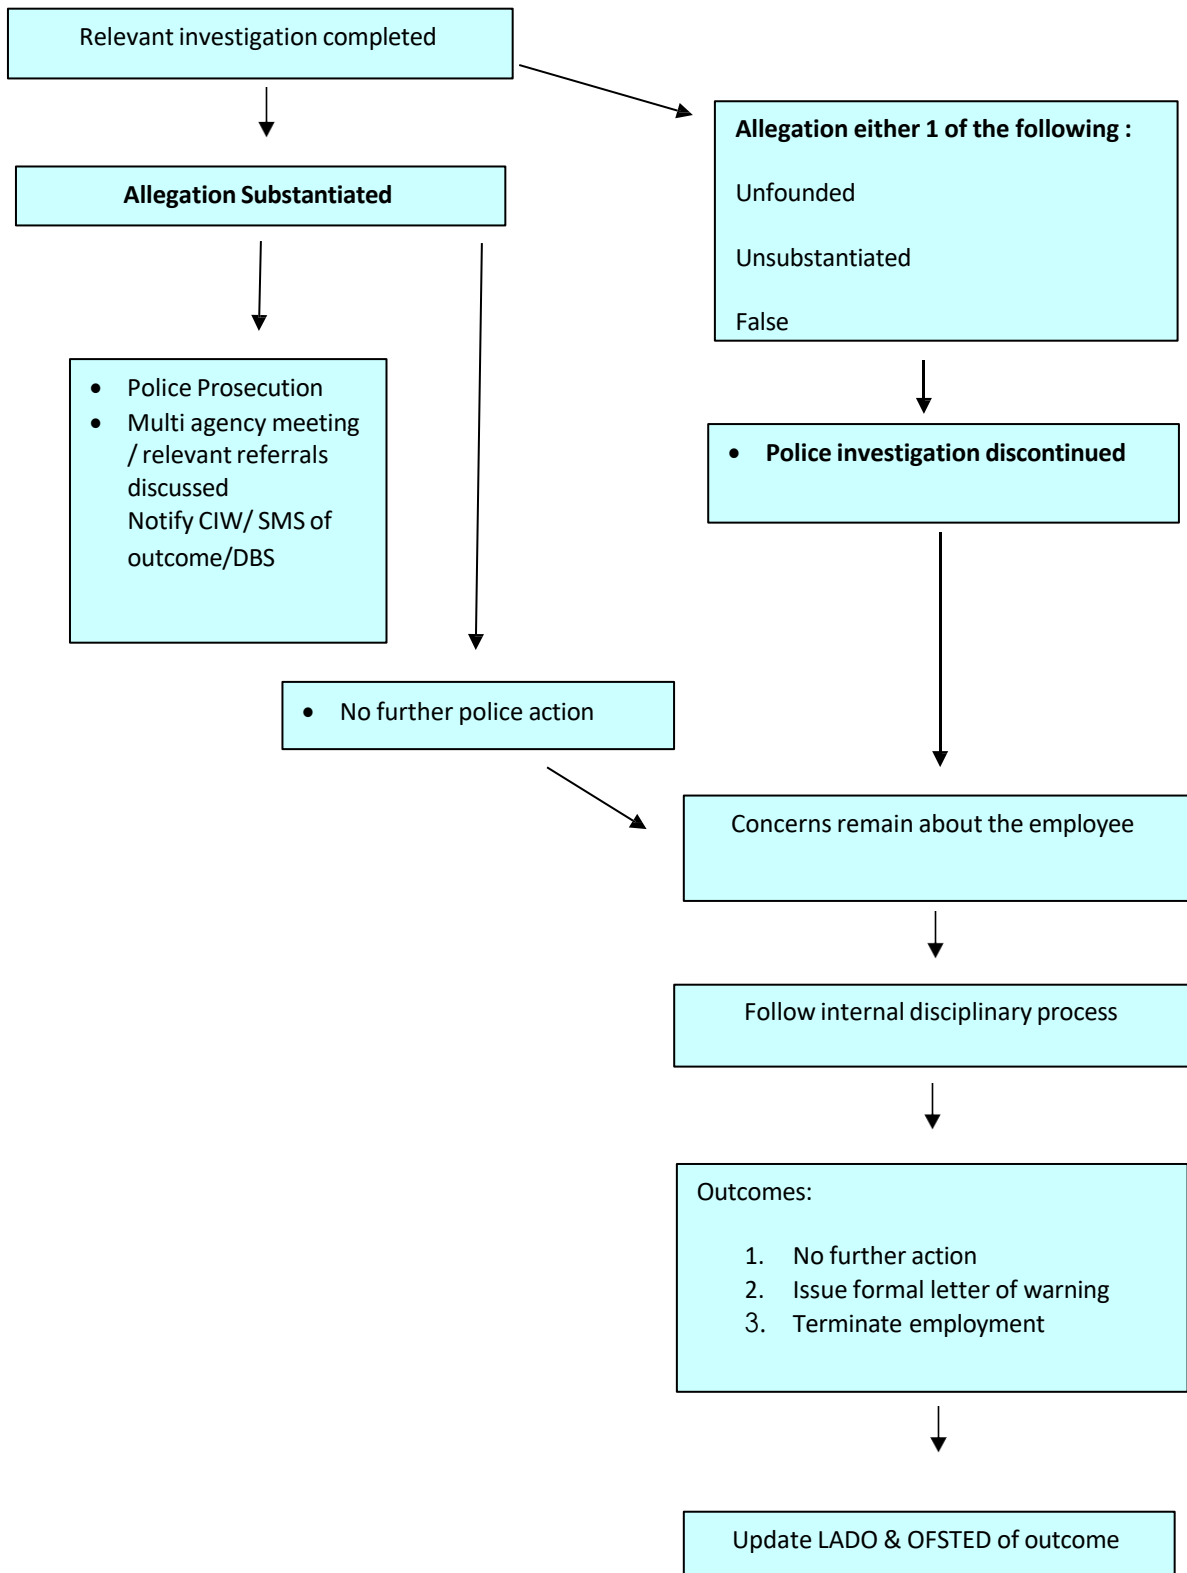 Relevant investigation completed
Allegation either 1 of the following :
Unfounded
Unsubstantiated
False
Allegation Substantiated
• Police Prosecution
• Multi agency meeting
/ relevant referrals
discussed
Notify CIW/ SMS of
outcome/DBS
• Police investigation discontinued
• No further police action
Concerns remain about the employee
Follow internal disciplinary process
Outcomes:
1. No further action
2. Issue formal letter of warning
3. Terminate employment
Update LADO & OFSTED of outcome